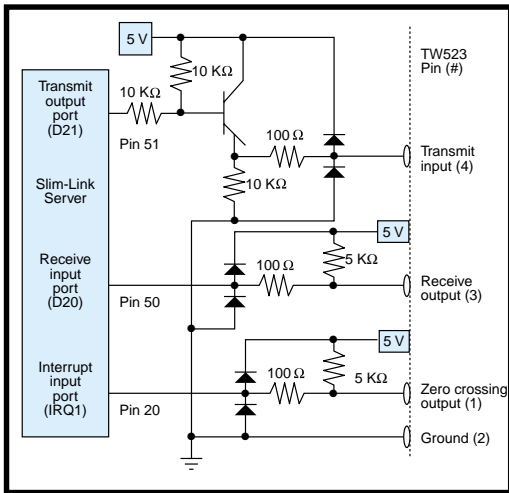 5 V
TW523
Pin (#)
10 KΩ
Transmit
output
port
(D21)
10 KΩ
Pin 51
100 Ω
Transmit
input (4)
10 KΩ
Slim-Link
Server
5 V
Receive
input
port
(D20)
Pin 50
100 Ω
5 KΩ
Receive
output (3)
5 V
Interrupt
input
port
(IRQ1)
Pin 20
100 Ω
5 KΩ
Zero crossing
output (1)
Ground (2)